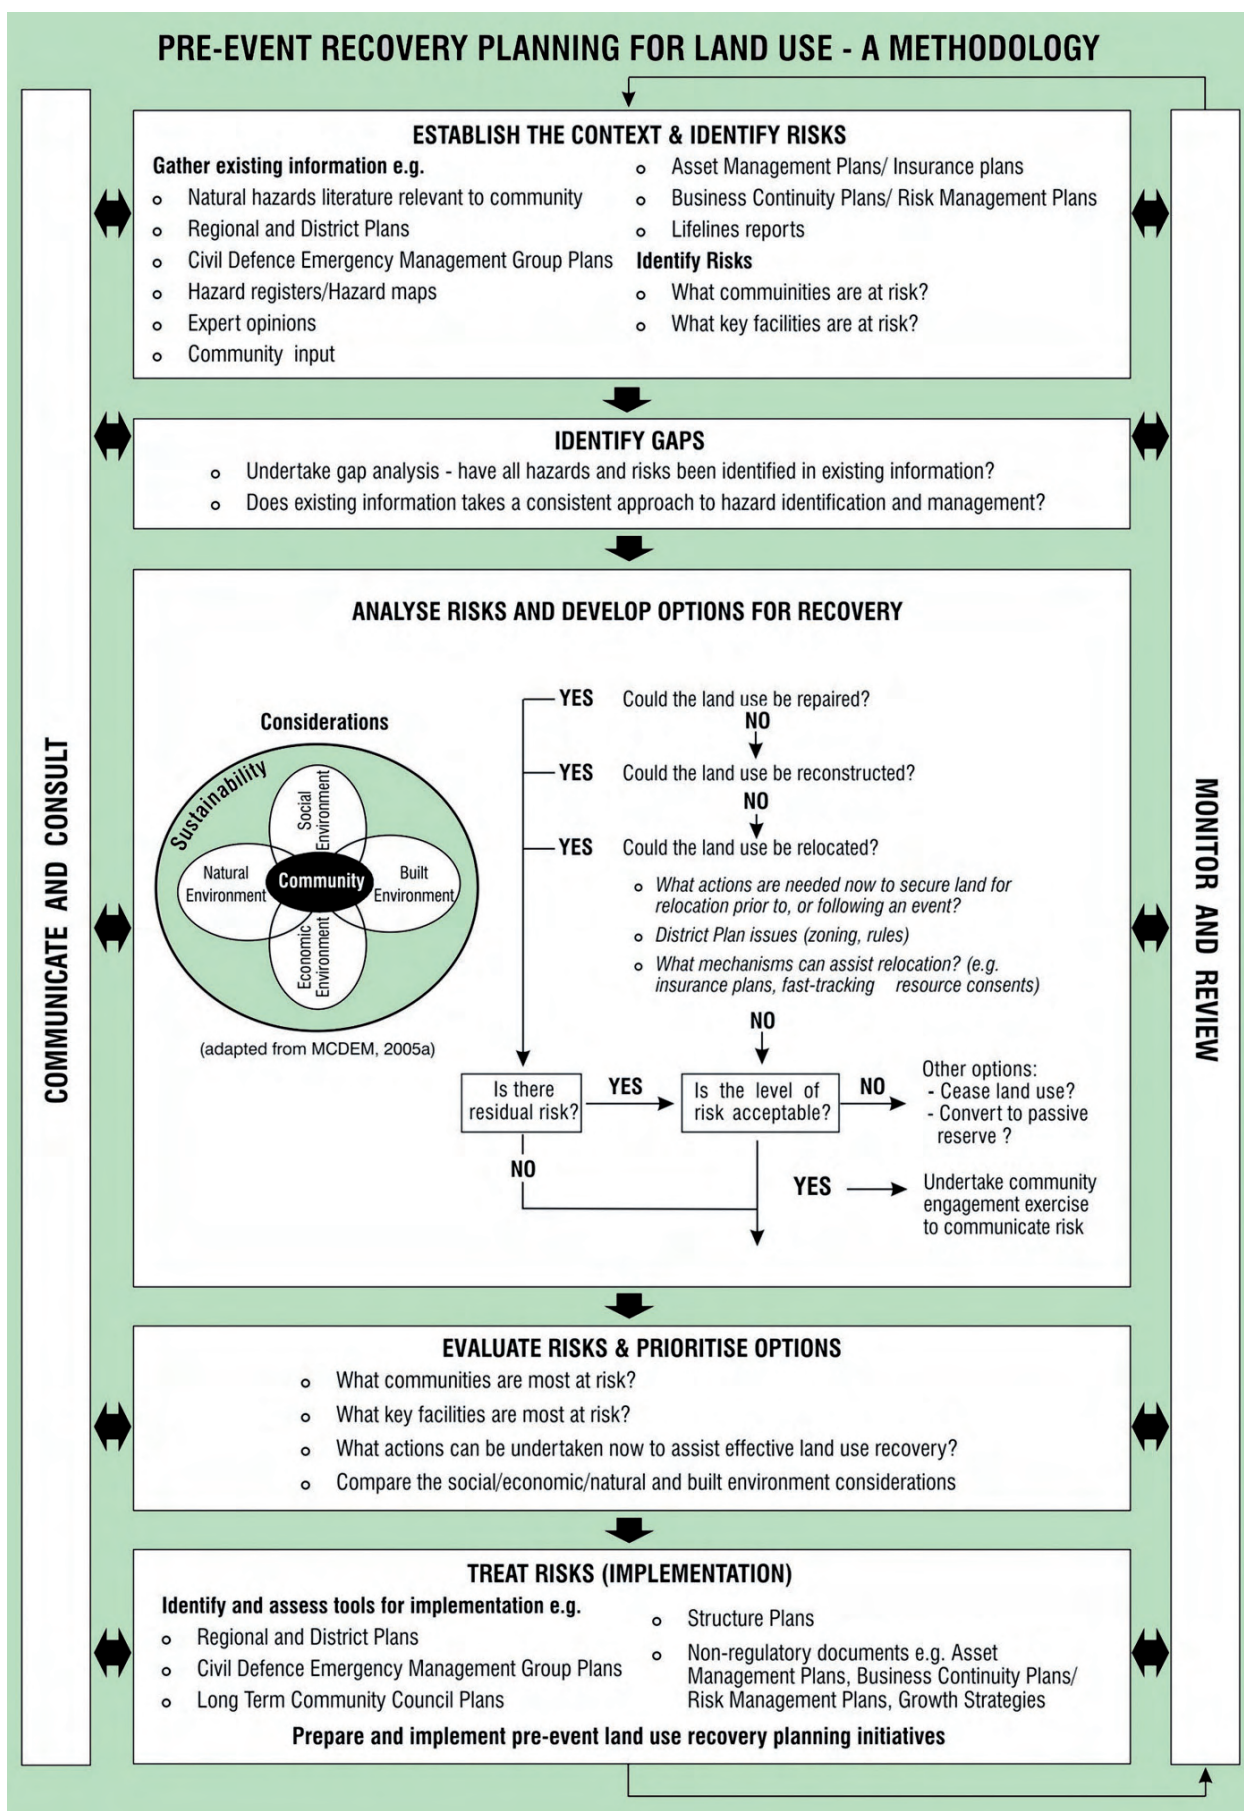 PRE-EVENT RECOVERY PLANNING FOR LAND USE - A METHODOLOGY
COMMUNICATE AND CONSULT
ESTABLISH THE CONTEXT & IDENTIFY RISKS
Gather existing information e.g.
Natural hazards literature relevant to community
Regional and District Plans
Civil Defence Emergency Management Group Plans
Hazard registers/Hazard maps
Expert opinions
Community input
Asset Management Plans/ Insurance plans
Business Continuity Plans/ Risk Management Plans
Lifelines reports
Identify Risks
What commuinities are at risk?
What key facilities are at risk?
IDENTIFY GAPS
Undertake gap analysis - have all hazards and risks been identified in existing information?
Does existing information takes a consistent approach to hazard identification and management?
ANALYSE RISKS AND DEVELOP OPTIONS FOR RECOVERY
Considerations
Sustainability
Social
Environment
Natural
Environment
Community
Built
Environment
Economic
Environment
(adapted from MCDEM, 2005a)
YES Could the land use be repaired?
NO
YES Could the land use be reconstructed?
NO
YES Could the land use be relocated?
What actions are needed now to secure land for
relocation prior to, or following an event?
District Plan issues (zoning, rules)
What mechanisms can assist relocation? (e.g.
insurance plans, fast-tracking resource consents)
NO
Is there
residual risk?
YES
Is the level of
risk acceptable?
NO
Other options:
- Cease land use?
- Convert to passive
reserve ?
NO
YES
Undertake community
engagement exercise
to communicate risk
EVALUATE RISKS & PRIORITISE OPTIONS
What communities are most at risk?
What key facilities are most at risk?
What actions can be undertaken now to assist effective land use recovery?
Compare the social/economic/natural and built environment considerations
TREAT RISKS (IMPLEMENTATION)
Identify and assess tools for implementation e.g.
Regional and District Plans
Civil Defence Emergency Management Group Plans
Long Term Community Council Plans
Structure Plans
Non-regulatory documents e.g. Asset
Management Plans, Business Continuity Plans/
Risk Management Plans, Growth Strategies
Prepare and implement pre-event land use recovery planning initiatives
MONITOR AND REVIEW